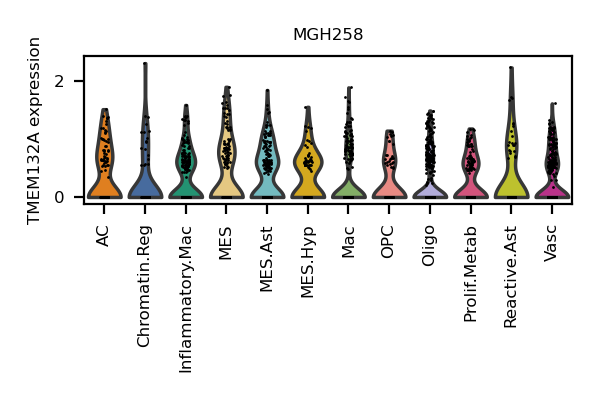 MGH258
TMEM132A expression
2
0
AC
Chromatin.Reg
Inflammatory.Mac
MES
MES.Ast
MES.Hyp
Mac
OPC
Oligo
Prolif.Metab
Reactive.Ast
Vasc